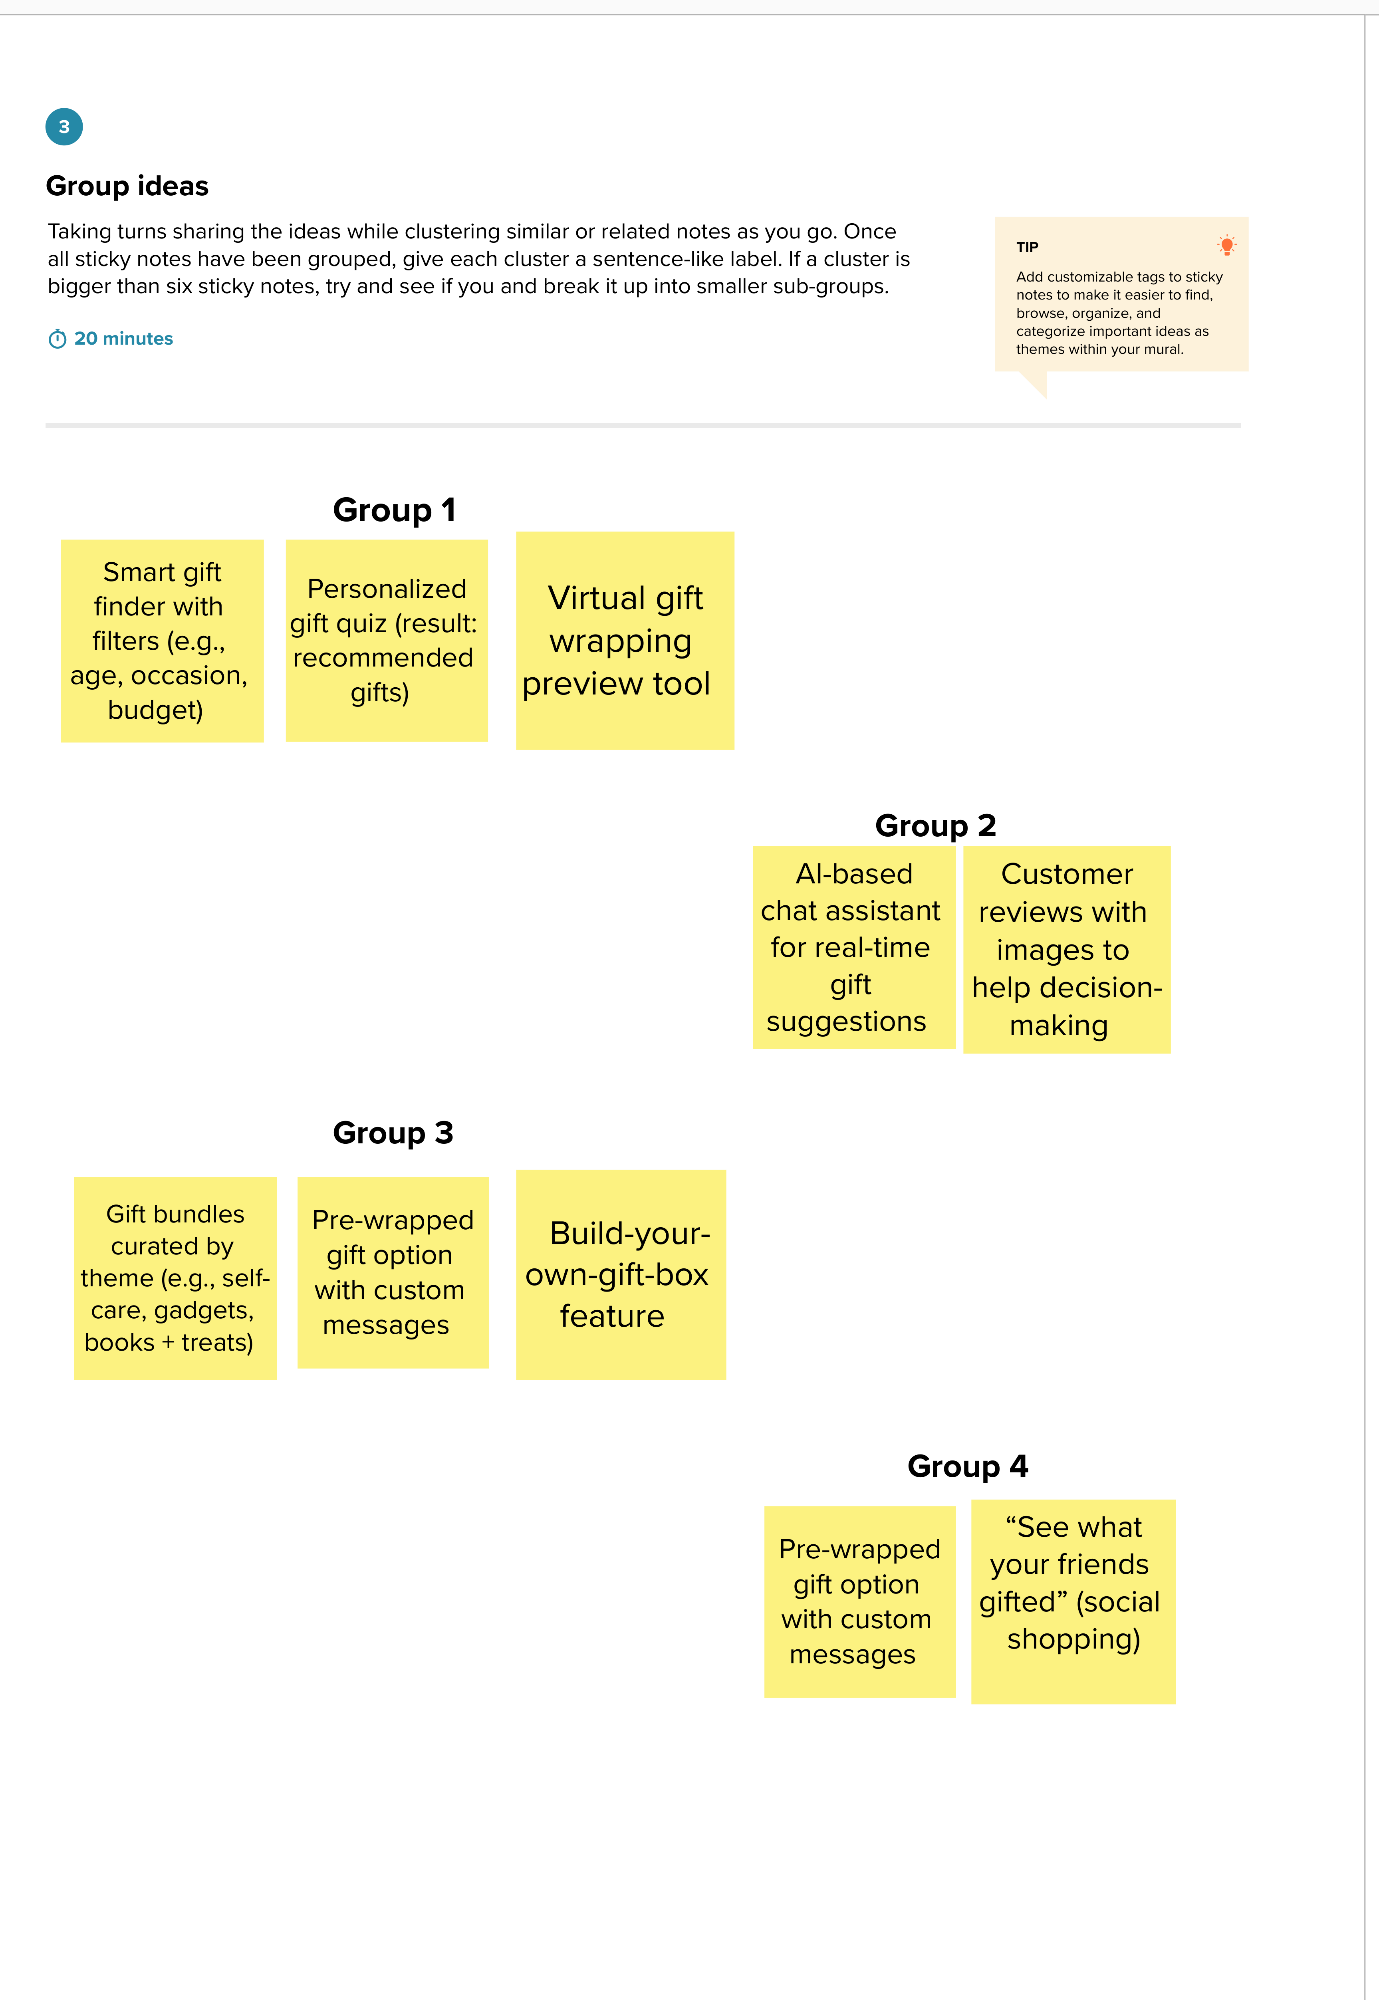 3
Group ideas
Taking turns sharing the ideas while clustering similar or related notes as you go. Once
all sticky notes have been grouped, give each cluster a sentence-like label. If a cluster is
bigger than six sticky notes, try and see if you and break it up into smaller sub-groups.
20 minutes
TIP
Add customizable tags to sticky
notes to make it easier to find,
browse, organize, and
categorize important ideas as
themes within your mural.
Group 1
Smart gift
finder with
filters (e.g.,
age, occasion,
budget)
Personalized
gift quiz (result:
recommended
gifts)
Virtual gift
wrapping
preview tool
Group 2
AI-based
chat assistant
for real-time
gift
suggestions
Customer
reviews with
images to
help decision-
making
Group 3
Gift bundles
curated by
theme (e.g., self-
care, gadgets,
books + treats)
Pre-wrapped
gift option
with custom
messages
Build-your-
own-gift-box
feature
Group 4
Pre-wrapped
gift option
with custom
messages
“See what
your friends
gifted” (social
shopping)